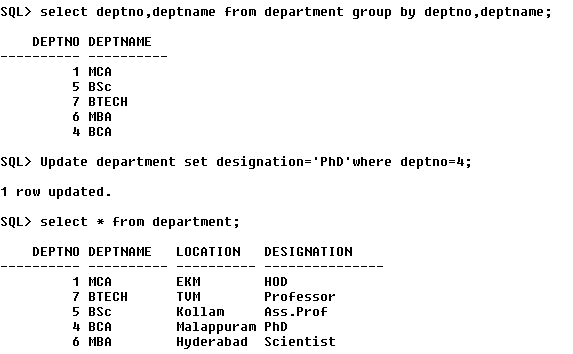 SQL> select deptno,deptname from department group by deptno,deptname;
DEPTNO DEPTNAME
---------- ----------
1 MCA
5 BSc
7 BTECH
6 MBA
4 BCA
SQL> Update department set designation='PhD'where deptno=4;
1 row updated.
SQL> select * from department;
DEPTNO DEPTNAME LOCATION DESIGNATION
---------- ---------- ---------- ---------------
1 MCA EKM HOD
7 BTECH TVM Professor
5 BSc Kollam Ass.Prof
4 BCA Malappuram PhD
6 MBA Hyderabad Scientist